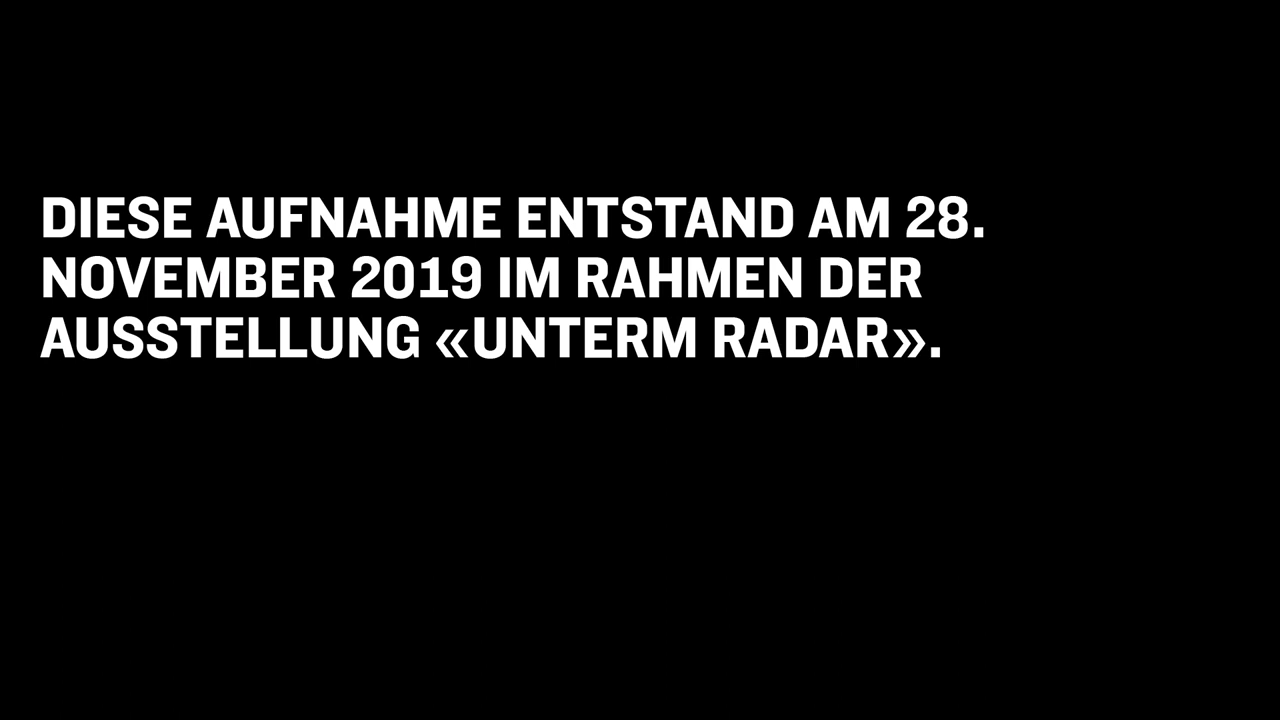 DIESE AUFNAHME ENTSTAND AM 28.
NOVEMBER 2019 IM RAHMEN DER
AUSSTELLUNG «UNTERM RADAR».